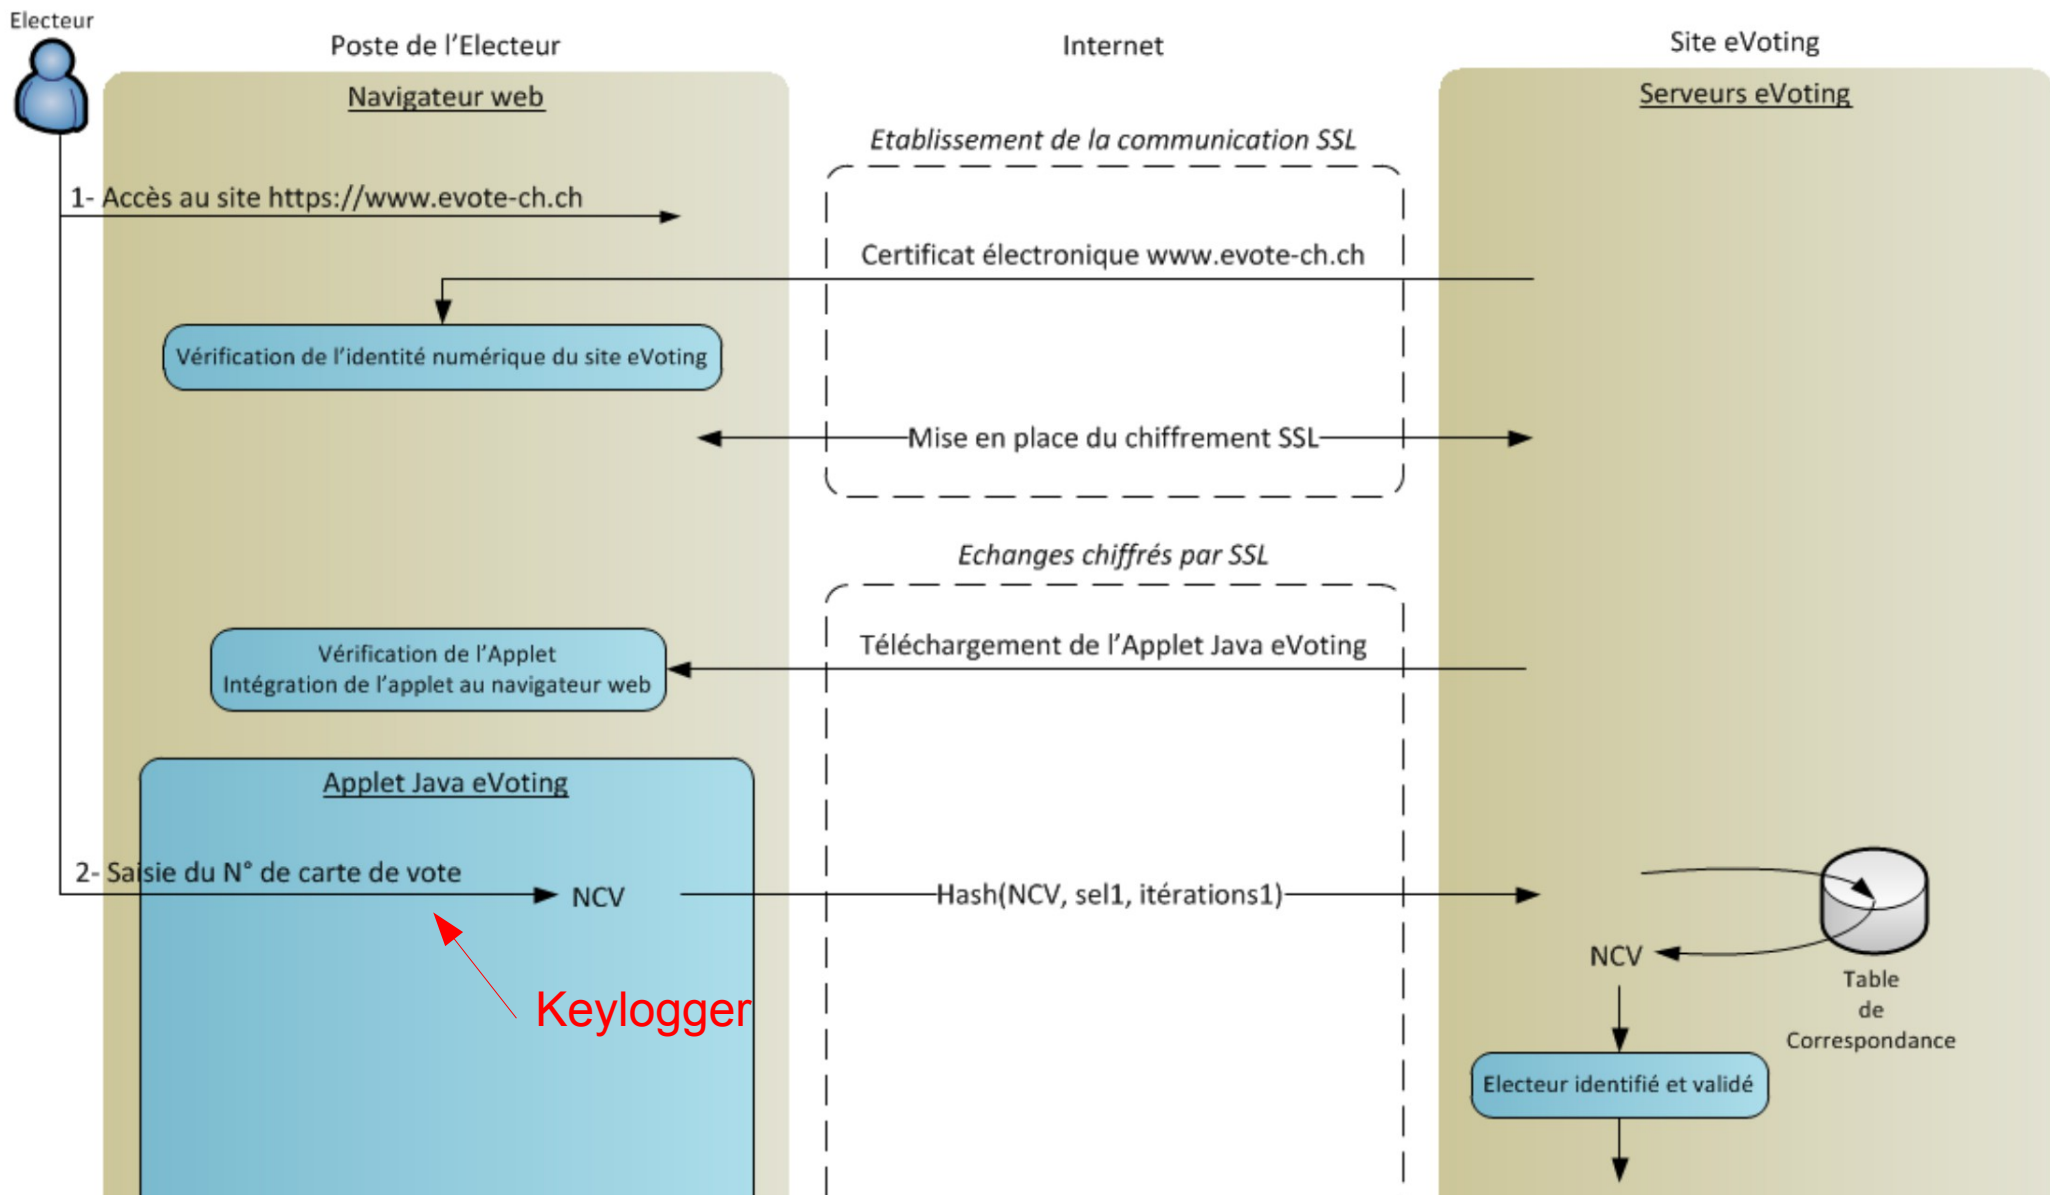 Electeur
Poste de l'Electeur
Internet
Site eVoting
Navigateur web
Serveurs eVoting
Etablissement de la communication SSL
1- Accès au site https://www.evote-ch.ch
Certificat électronique www.evote-ch.ch
Vérification de l'identité numérique du site eVoting
Mise en place du chiffrement SSL
Echanges chiffrés par SSL
Téléchargement de l'Applet Java eVoting
Vérification de l'Applet
Intégration de l'applet au navigateur web
Applet Java eVoting
2- Saisie du N° de carte de vote
NCV
Hash(NCV, sel1, itérations1)
NCV
Table
de
Correspondance
Keylogger
Electeur identifié et validé